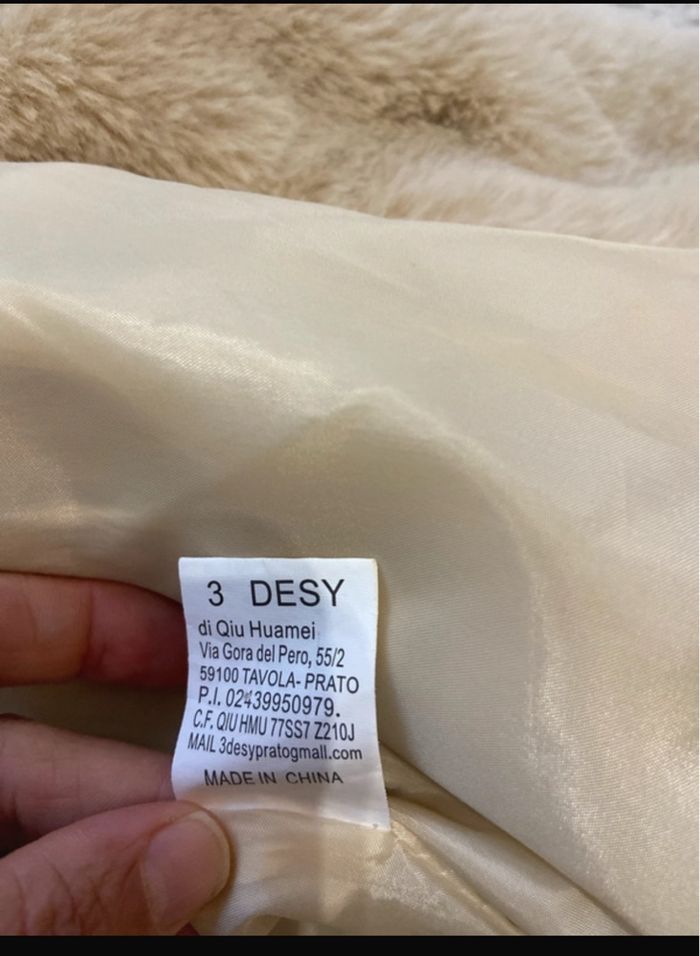 3 DESY
di Qiu Huamei
Via Gora del Pero, 55/2
59100 TAVOLA- PRATO
P.I. 02439950979.
C.F. QIU HMU 77SS7 Z210J
MAIL 3desypratogmall.com
MADE IN CHINA